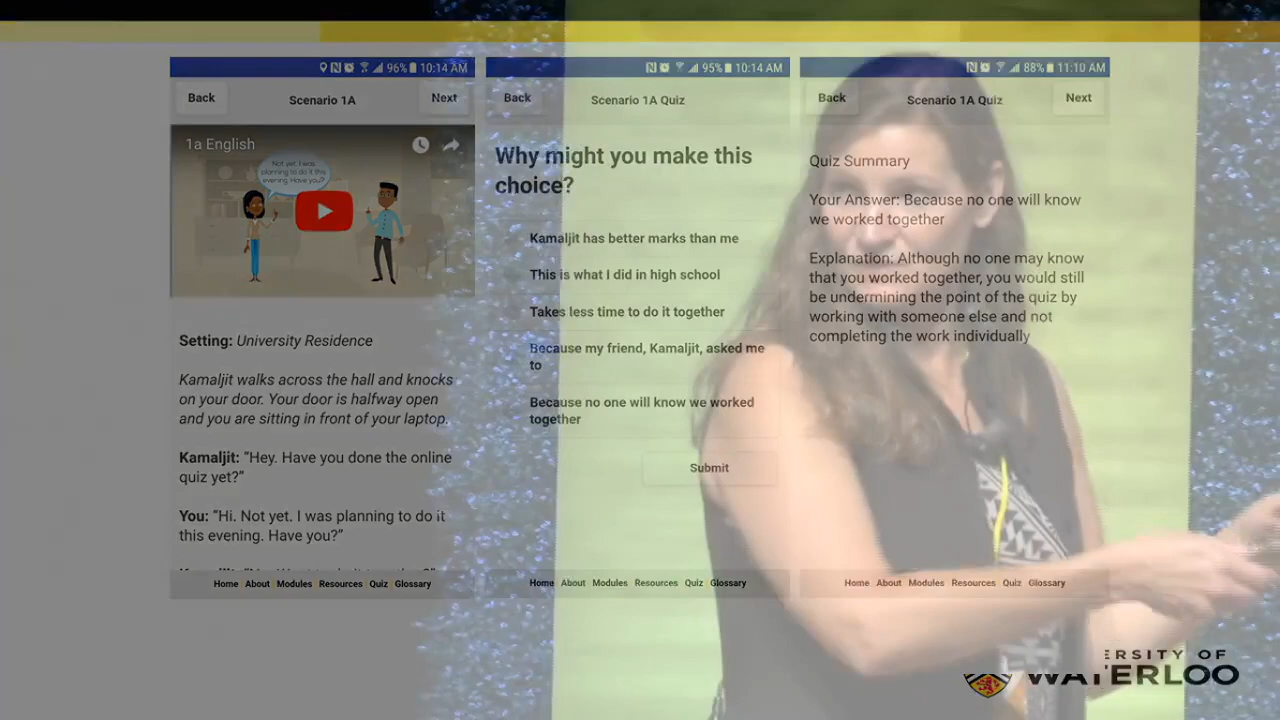 96% 10:14 AM
Back
Scenario 1A
Next
1a English
Not yet. I was
planning to do it this
evening. Have you?
Setting: University Residence
Kamaljit walks across the hall and knocks
on your door. Your door is halfway open
and you are sitting in front of your laptop.
Kamaljit: “Hey. Have you done the online
quiz yet?”
You: “Hi. Not yet. I was planning to do it
this evening. Have you?”
Home About Modules Resources Quiz Glossary
95% 10:14 AM
Back
Scenario 1A Quiz
Why might you make this
choice?
Kamaljit has better marks than me
This is what I did in high school
Takes less time to do it together
Because my friend, Kamaljit, asked me
to
Because no one will know we worked
together
Submit
Home About Modules Resources Quiz Glossary
88% 11:10 AM
Back
Scenario 1A Quiz
Next
Quiz Summary
Your Answer: Because no one will know
we worked together
Explanation: Although no one may know
that you worked together, you would still
be undermining the point of the quiz by
working with someone else and not
completing the work individually
Home About Modules Resources Quiz Glossary
ERSITY OF
WATERLOO